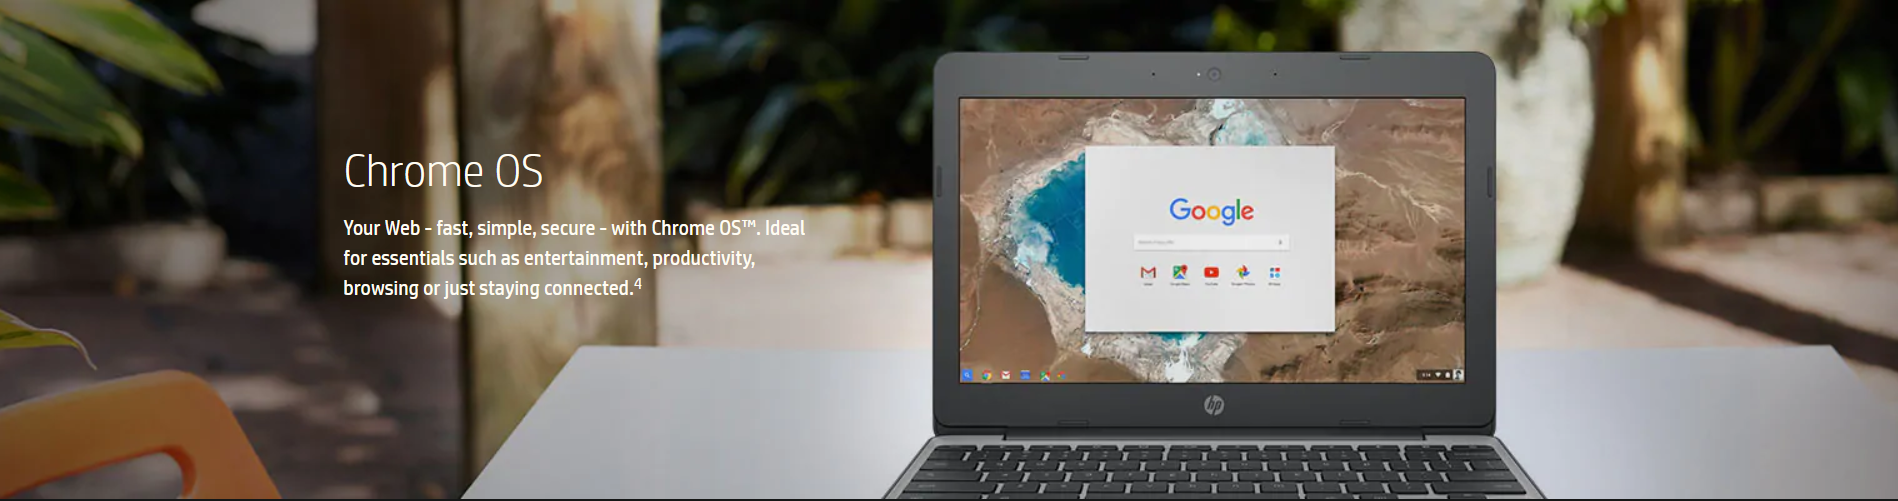 Chrome OS
Your Web - fast, simple, secure - with Chrome OS™. Ideal
for essentials such as entertainment, productivity,
browsing or just staying connected.4
Google
hp